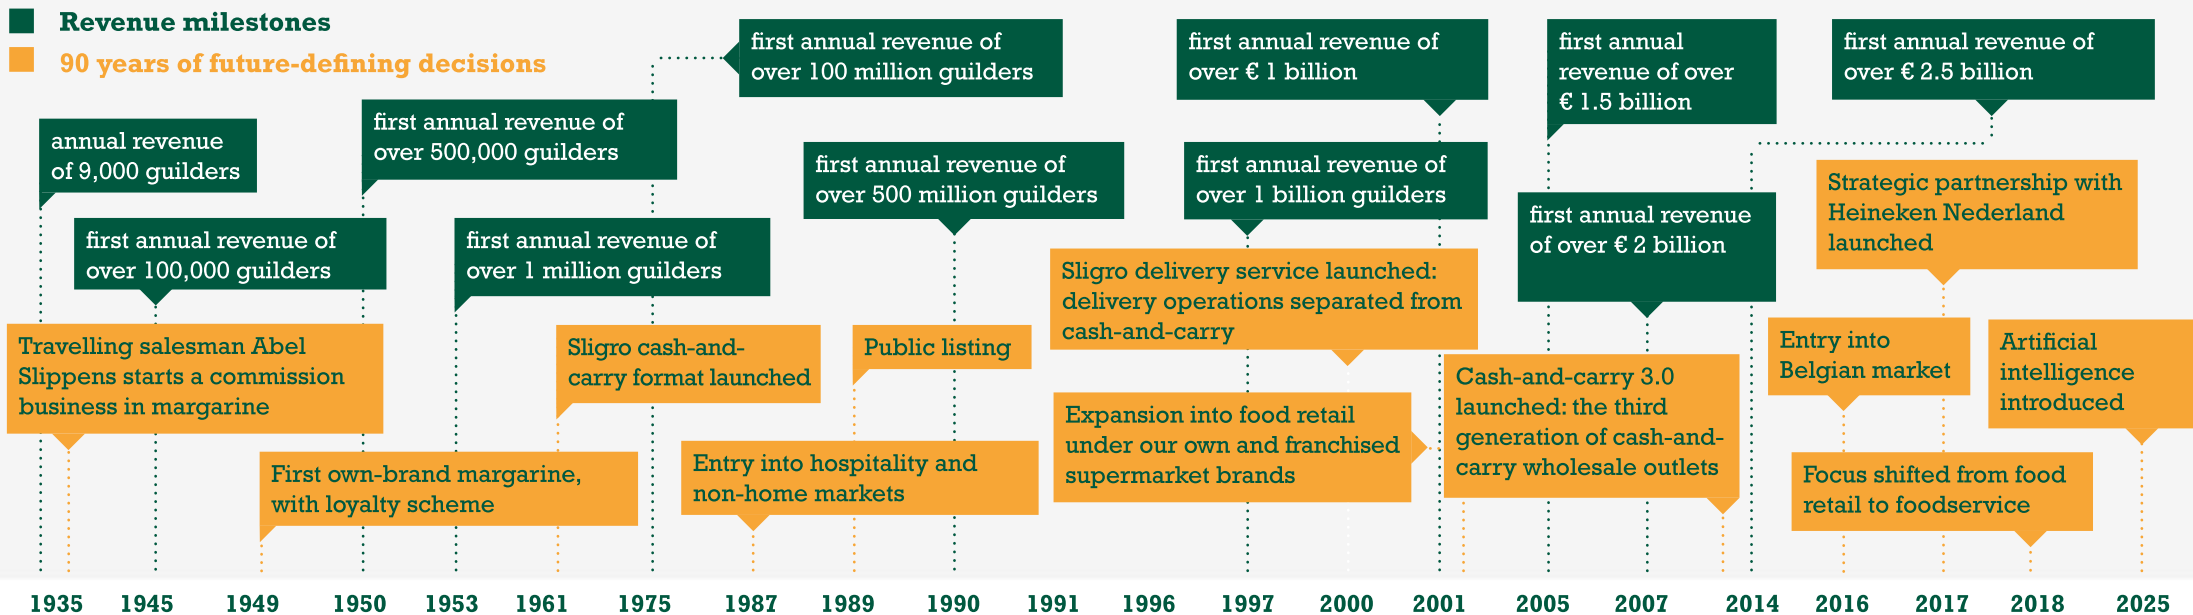 Revenue milestones
90 years of future-defining decisions
annual revenue
of 9,000 guilders
first annual revenue of
over 100,000 guilders
first annual revenue of
over 500,000 guilders
first annual revenue of
over 1 million guilders
first annual revenue of
over 100 million guilders
first annual revenue of
over 500 million guilders
first annual revenue of
over € 1 billion
first annual revenue of
over 1 billion guilders
first annual
revenue of over
€ 1.5 billion
first annual revenue
of over € 2 billion
first annual revenue of
over € 2.5 billion
Travelling salesman Abel
Slippens starts a commission
business in margarine
First own-brand margarine,
with loyalty scheme
Sligro cash-and-
carry format launched
Entry into hospitality and
non-home markets
Public listing
Sligro delivery service launched:
delivery operations separated from
cash-and-carry
Expansion into food retail
under our own and franchised
supermarket brands
Cash-and-carry 3.0
launched: the third
generation of cash-and-
carry wholesale outlets
Strategic partnership with
Heineken Nederland
launched
Entry into
Belgian market
Focus shifted from food
retail to foodservice
Artificial
intelligence
introduced
1935 1945 1949 1950 1953 1961 1975 1987 1989 1990 1991 1996 1997 2000 2001 2005 2007 2014 2016 2017 2018 2025